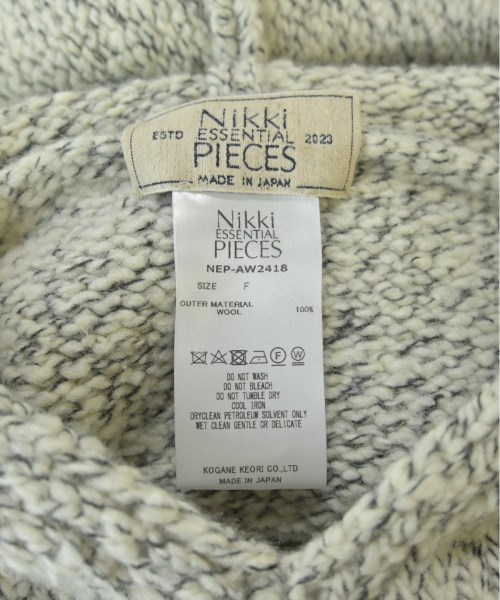 Nikki
ESTD ESSENTIAL 2023
PIECES
MADE IN JAPAN
Nikki
ESSENTIAL
PIECES
NEP-AW2418
SIZE F
OUTER MATERIAL
WOOL 100%
F W
DO NOT WASH
DO NOT BLEACH
DO NOT TUMBLE DRY
COOL IRON
DRYCLEAN PETROLEUM SOLVENT ONLY
WET CLEAN GENTLE OR DELICATE
KOGANE KEORI CO.,LTD
MADE IN JAPAN